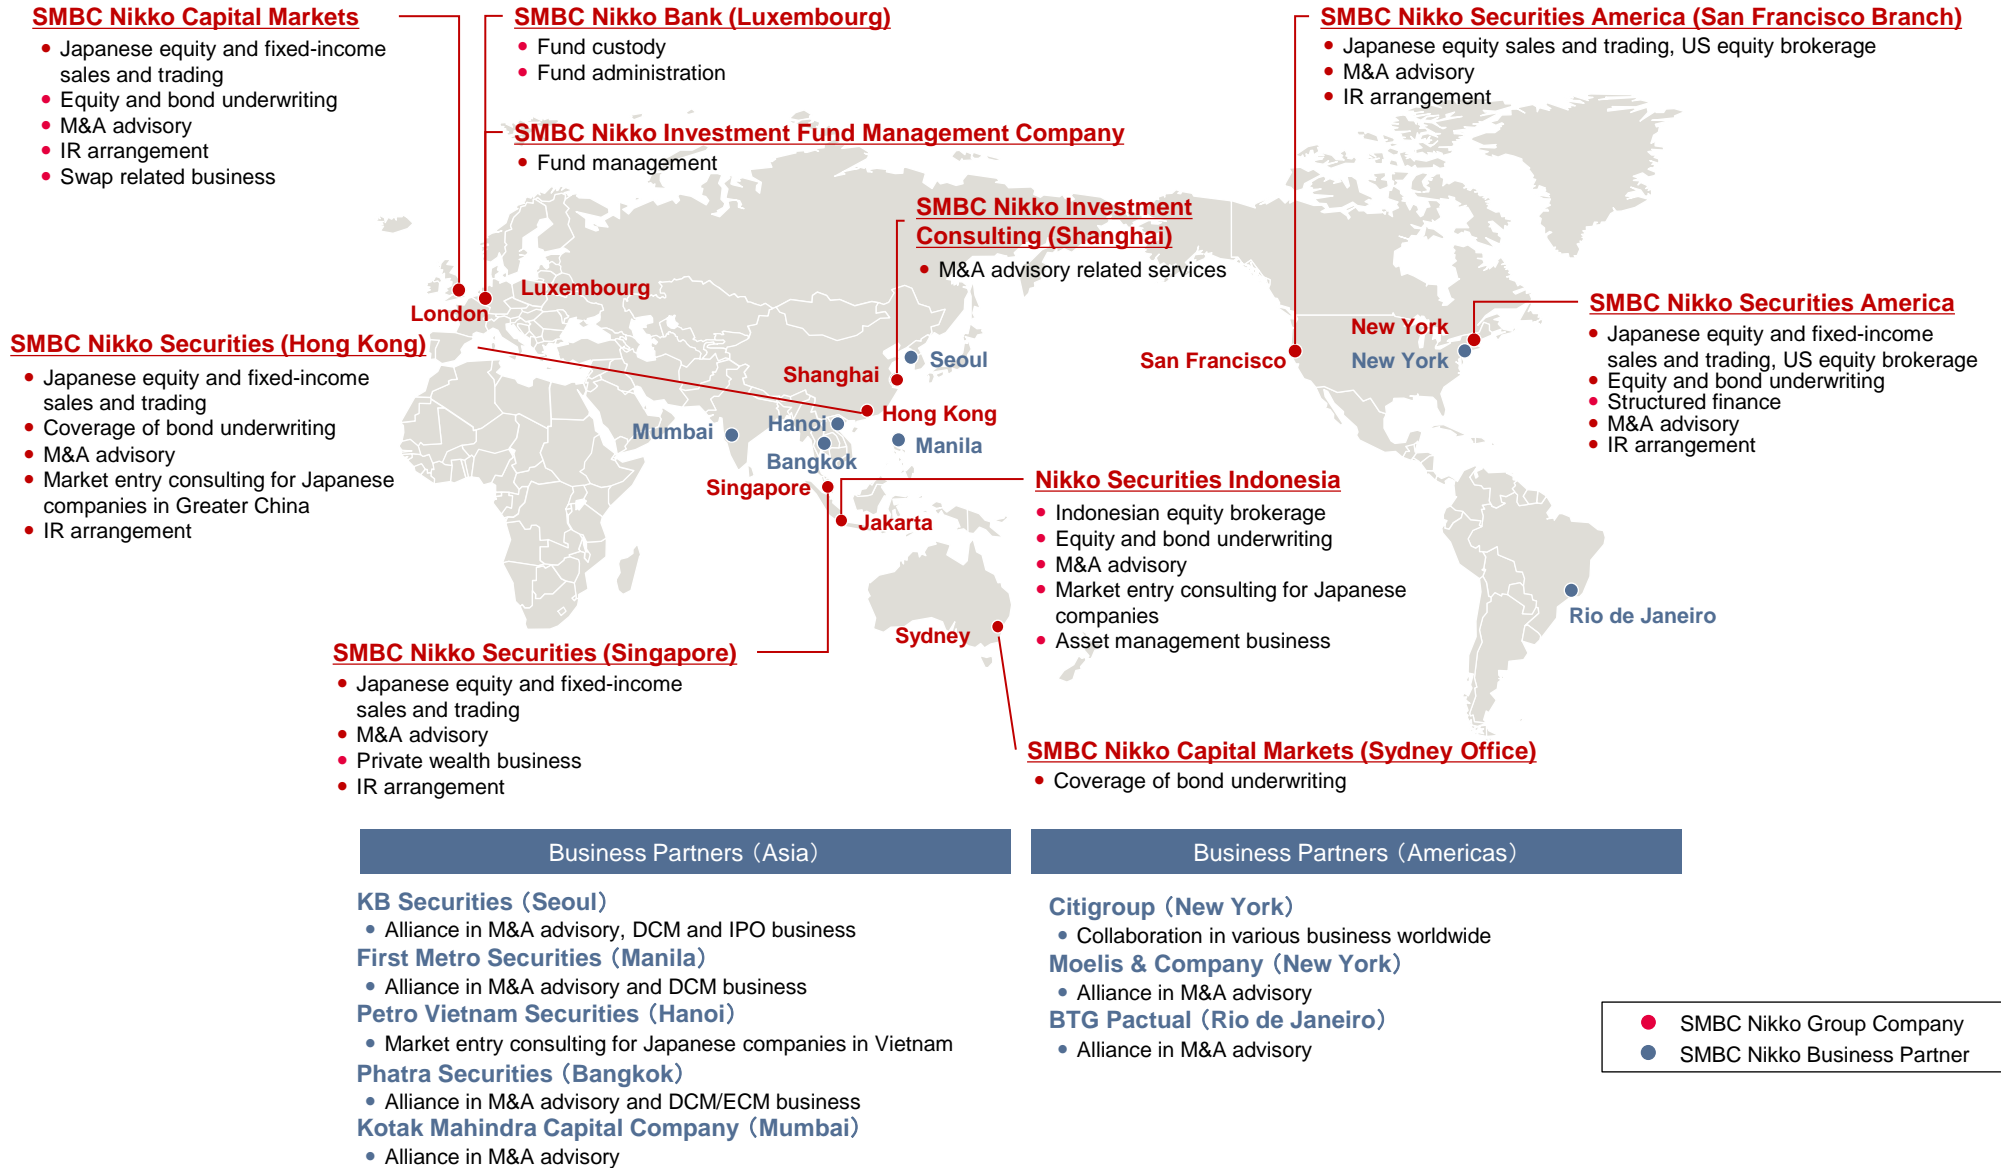 SMBC Nikko Capital Markets
• Japanese equity and fixed-income
sales and trading
• Equity and bond underwriting
• M&A advisory
• IR arrangement
• Swap related business
SMBC Nikko Bank (Luxembourg)
• Fund custody
• Fund administration
SMBC Nikko Investment Fund Management Company
• Fund management
SMBC Nikko Securities America (San Francisco Branch)
• Japanese equity sales and trading, US equity brokerage
• M&A advisory
• IR arrangement
SMBC Nikko Investment
Consulting (Shanghai)
• M&A advisory related services
Luxembourg
London
SMBC Nikko Securities (Hong Kong)
• Japanese equity and fixed-income
sales and trading
• Coverage of bond underwriting
• M&A advisory
• Market entry consulting for Japanese
companies in Greater China
• IR arrangement
Seoul
Shanghai
Hong Kong
Hanoi
Mumbai
Manila
Bangkok
Singapore
Jakarta
San Francisco
New York
New York
SMBC Nikko Securities America
• Japanese equity and fixed-income
sales and trading, US equity brokerage
• Equity and bond underwriting
• Structured finance
• M&A advisory
• IR arrangement
Nikko Securities Indonesia
• Indonesian equity brokerage
• Equity and bond underwriting
• M&A advisory
• Market entry consulting for Japanese
companies
• Asset management business
Rio de Janeiro
Sydney
SMBC Nikko Securities (Singapore)
• Japanese equity and fixed-income
sales and trading
• M&A advisory
• Private wealth business
• IR arrangement
SMBC Nikko Capital Markets (Sydney Office)
• Coverage of bond underwriting
Business Partners（Asia）
KB Securities（Seoul）
• Alliance in M&A advisory, DCM and IPO business
First Metro Securities（Manila）
• Alliance in M&A advisory and DCM business
Petro Vietnam Securities（Hanoi）
• Market entry consulting for Japanese companies in Vietnam
Phatra Securities（Bangkok）
• Alliance in M&A advisory and DCM/ECM business
Kotak Mahindra Capital Company（Mumbai）
• Alliance in M&A advisory
Business Partners（Americas）
Citigroup（New York）
• Collaboration in various business worldwide
Moelis & Company（New York）
• Alliance in M&A advisory
BTG Pactual（Rio de Janeiro）
• Alliance in M&A advisory
SMBC Nikko Group Company
SMBC Nikko Business Partner